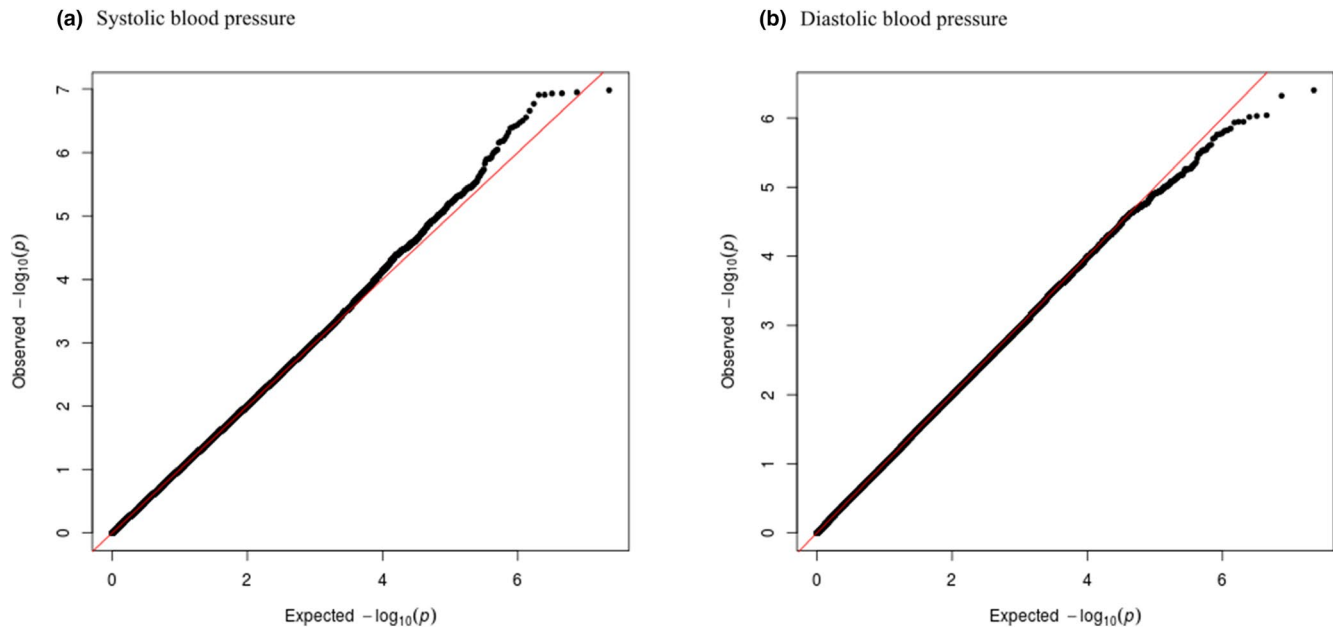 (a) Systolic blood pressure
7
6
5
4
3
2
1
0
Observed −log10(p)
0 2 4 6
Expected −log10(p)
(b) Diastolic blood pressure
6
5
4
3
2
1
0
Observed −log10(p)
0 2 4 6
Expected −log10(p)